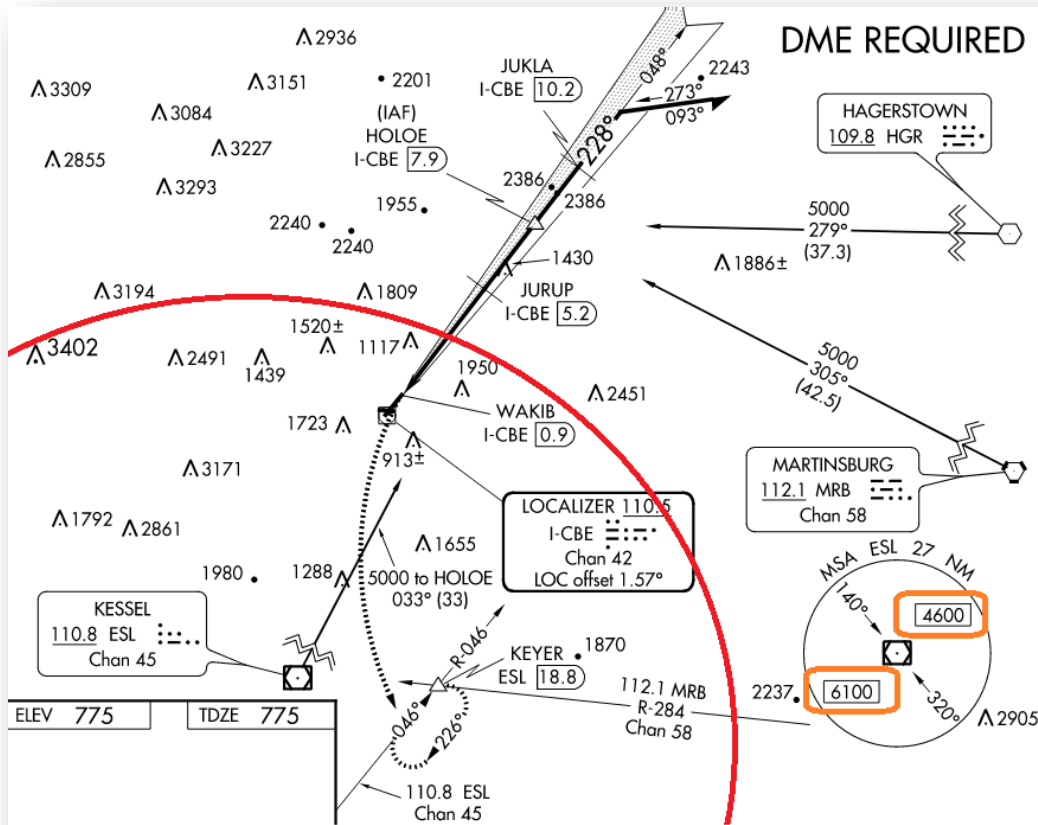 DME REQUIRED
2936
3309
3151
2201
3084
(IAF)
HOLOE
I-CBE 7.9
JUKLA
I-CBE 10.2
048°
2243
273°
093°
228°
HAGERSTOWN
109.8 HGR
2855
3227
3293
2386
2386
1955
2240
2240
5000
279°
(37.3)
1886±
1430
3194
1809
JURUP
I-CBE 5.2
1520±
1117
3402
2491
1439
1950
2451
5000
305°
(42.5)
1723
WAKIB
I-CBE 0.9
913±
3171
MARTINSBURG
112.1 MRB
Chan 58
LOCALIZER 110.5
I-CBE
Chan 42
LOC offset 1.57°
1792
2861
1655
1980
1288
5000 to HOLOE
033° (33)
MSA ESL 27 NM
140°
4600
6100
320°
KESSEL
110.8 ESL
Chan 45
R-046
KEYER
ESL 18.8
1870
112.1 MRB
R-284
Chan 58
2237
2905
ELEV 775
TDZE 775
046°
226°
110.8 ESL
Chan 45